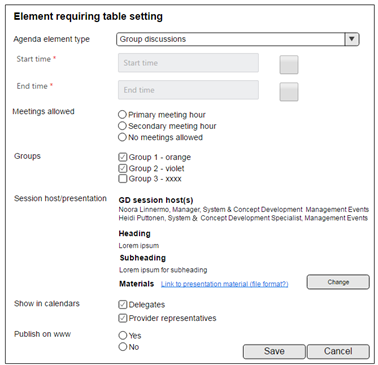 Element requiring table setting
Agenda element type
Group discussions
Start time *
Start time
End time *
End time
Meetings allowed
Primary meeting hour
Secondary meeting hour
No meetings allowed
Groups
Group 1 - orange
Group 2 - violet
Group 3 - xxxx
Session host/presentation
GD session host(s)
Noora Linnermo, Manager, System & Concept Development Management Events
Heidi Puttonen, System & Concept Development Specialist, Management Events
Heading
Lorem ipsum
Subheading
Lorem ipsum for subheading
Materials Link to presentation material (file format?)
Change
Show in calendars
Delegates
Provider representatives
Publish on www
Yes
No
Save
Cancel